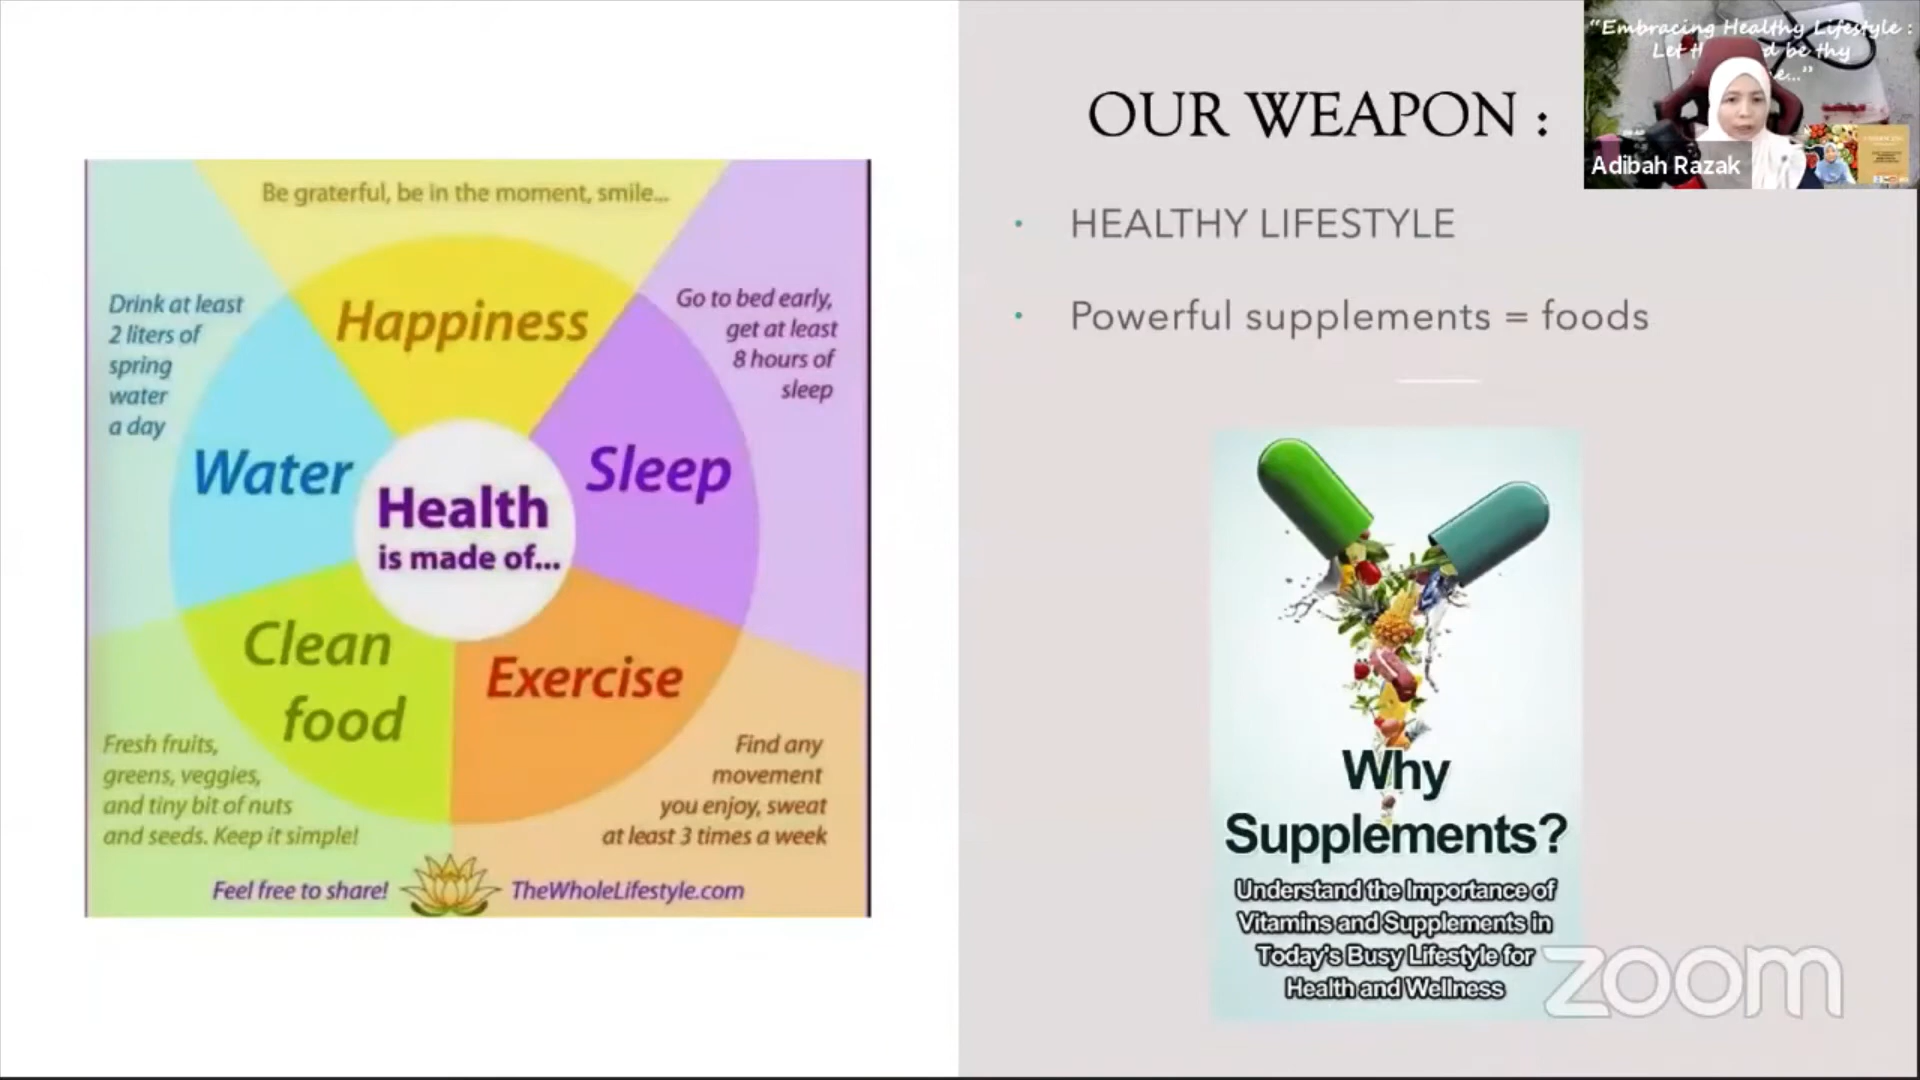 Be graterful, be in the moment, smile...
Happiness
Drink at least
2 liters of
spring
water
a day
Water
Go to bed early,
get at least
8 hours of
sleep
Sleep
Health
is made of...
Clean
food
Exercise
Fresh fruits,
greens, veggies,
and tiny bit of nuts
and seeds. Keep it simple!
Find any
movement
you enjoy, sweat
at least 3 times a week
Feel free to share!
TheWholeLifestyle.com
OUR WEAPON :
• HEALTHY LIFESTYLE
• Powerful supplements = foods
Why
Supplements?
Understand the Importance of
Vitamins and Supplements in
Today's Busy Lifestyle for
Health and Wellness
zoom
"Embracing Healthy Lifestyle :
Let be thy
Adibah Razak